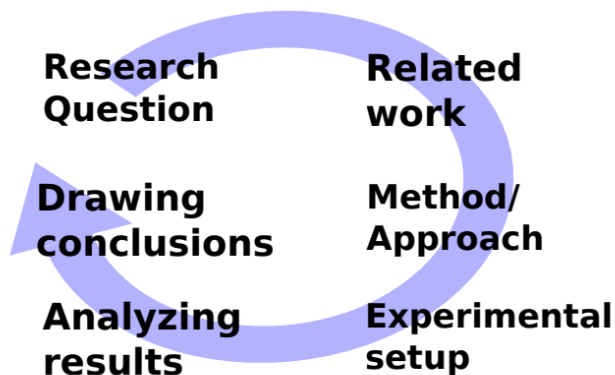 Research
Question
Related
work
Method/
Approach
Experimental
setup
Analyzing
results
Drawing
conclusions